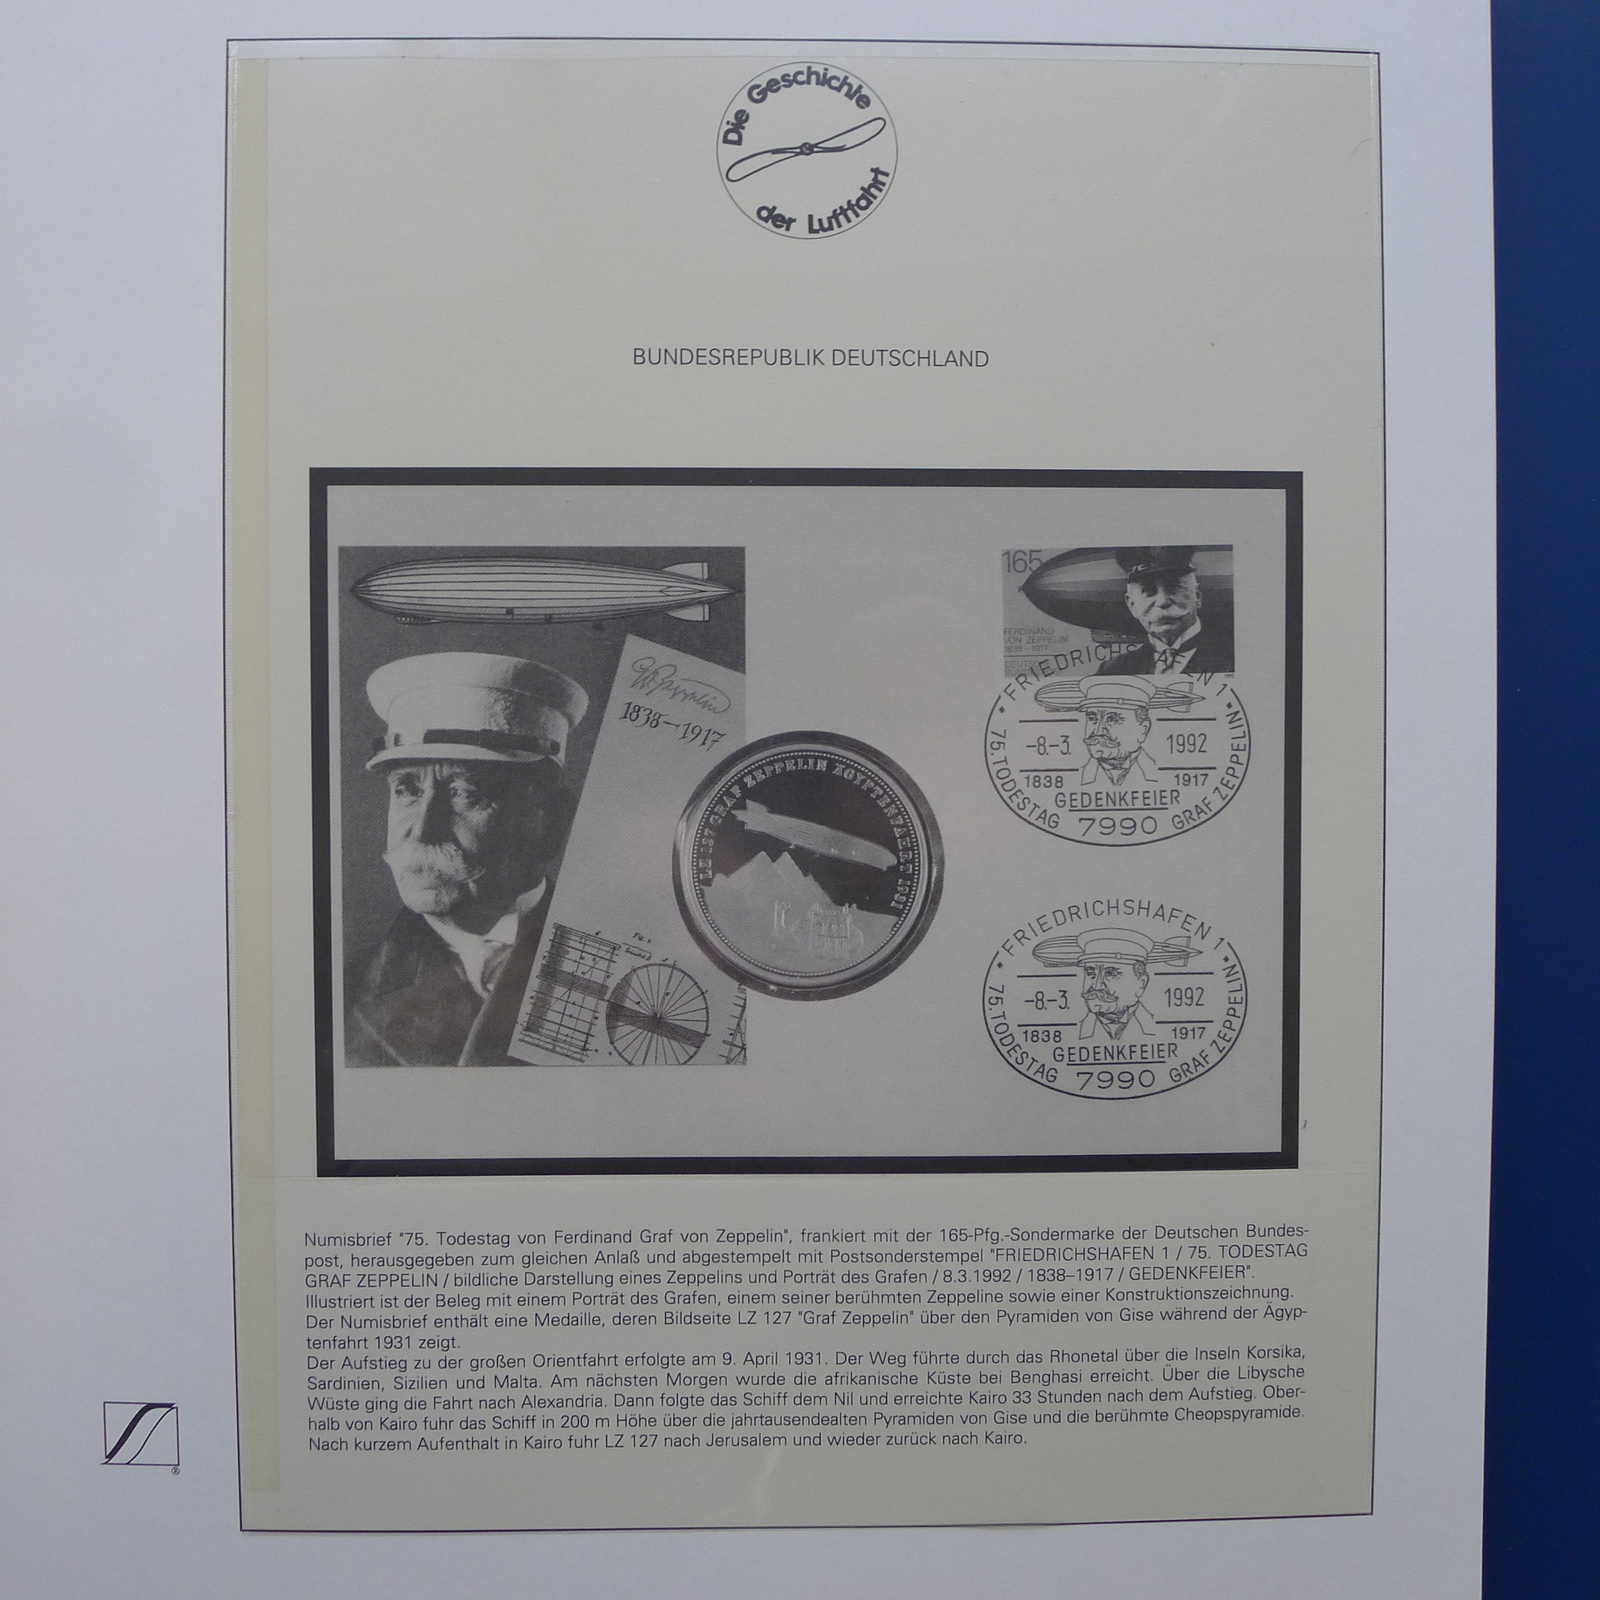 Die Geschichte
der Luftfahrt
BUNDESREPUBLIK DEUTSCHLAND
165
FERDINAND
VON ZEPPELIN
1838–1917
1838–1917
LZ 127 GRAF ZEPPELIN ÄGYPTENFAHRT 1931
FRIEDRICHSHAFEN 1
-8.-3. 1992
1838 1917
GEDENKFEIER
75. TODESTAG GRAF ZEPPELIN
7990
FRIEDRICHSHAFEN 1
-8.-3. 1992
1838 1917
GEDENKFEIER
75. TODESTAG GRAF ZEPPELIN
7990
Numisbrief "75. Todestag von Ferdinand Graf von Zeppelin", frankiert mit der 165-Pfg.-Sondermarke der Deutschen Bundes-
post, herausgegeben zum gleichen Anlaß und abgestempelt mit Postsonderstempel "FRIEDRICHSHAFEN 1 / 75. TODESTAG
GRAF ZEPPELIN / bildliche Darstellung eines Zeppelins und Porträt des Grafen / 8.3.1992 / 1838–1917 / GEDENKFEIER".
Illustriert ist der Beleg mit einem Porträt des Grafen, einem seiner berühmten Zeppeline sowie einer Konstruktionszeichnung.
Der Numisbrief enthält eine Medaille, deren Bildseite LZ 127 "Graf Zeppelin" über den Pyramiden von Gise während der Ägyp-
tenfahrt 1931 zeigt.
Der Aufstieg zu der großen Orientfahrt erfolgte am 9. April 1931. Der Weg führte durch das Rhonetal über die Inseln Korsika,
Sardinien, Sizilien und Malta. Am nächsten Morgen wurde die afrikanische Küste bei Benghasi erreicht. Über die Libysche
Wüste ging die Fahrt nach Alexandria. Dann folgte das Schiff dem Nil und erreichte Kairo 33 Stunden nach dem Aufstieg. Ober-
halb von Kairo fuhr das Schiff in 200 m Höhe über die jahrtausendealten Pyramiden von Gise und die berühmte Cheopspyramide.
Nach kurzem Aufenthalt in Kairo fuhr LZ 127 nach Jerusalem und wieder zurück nach Kairo.
®